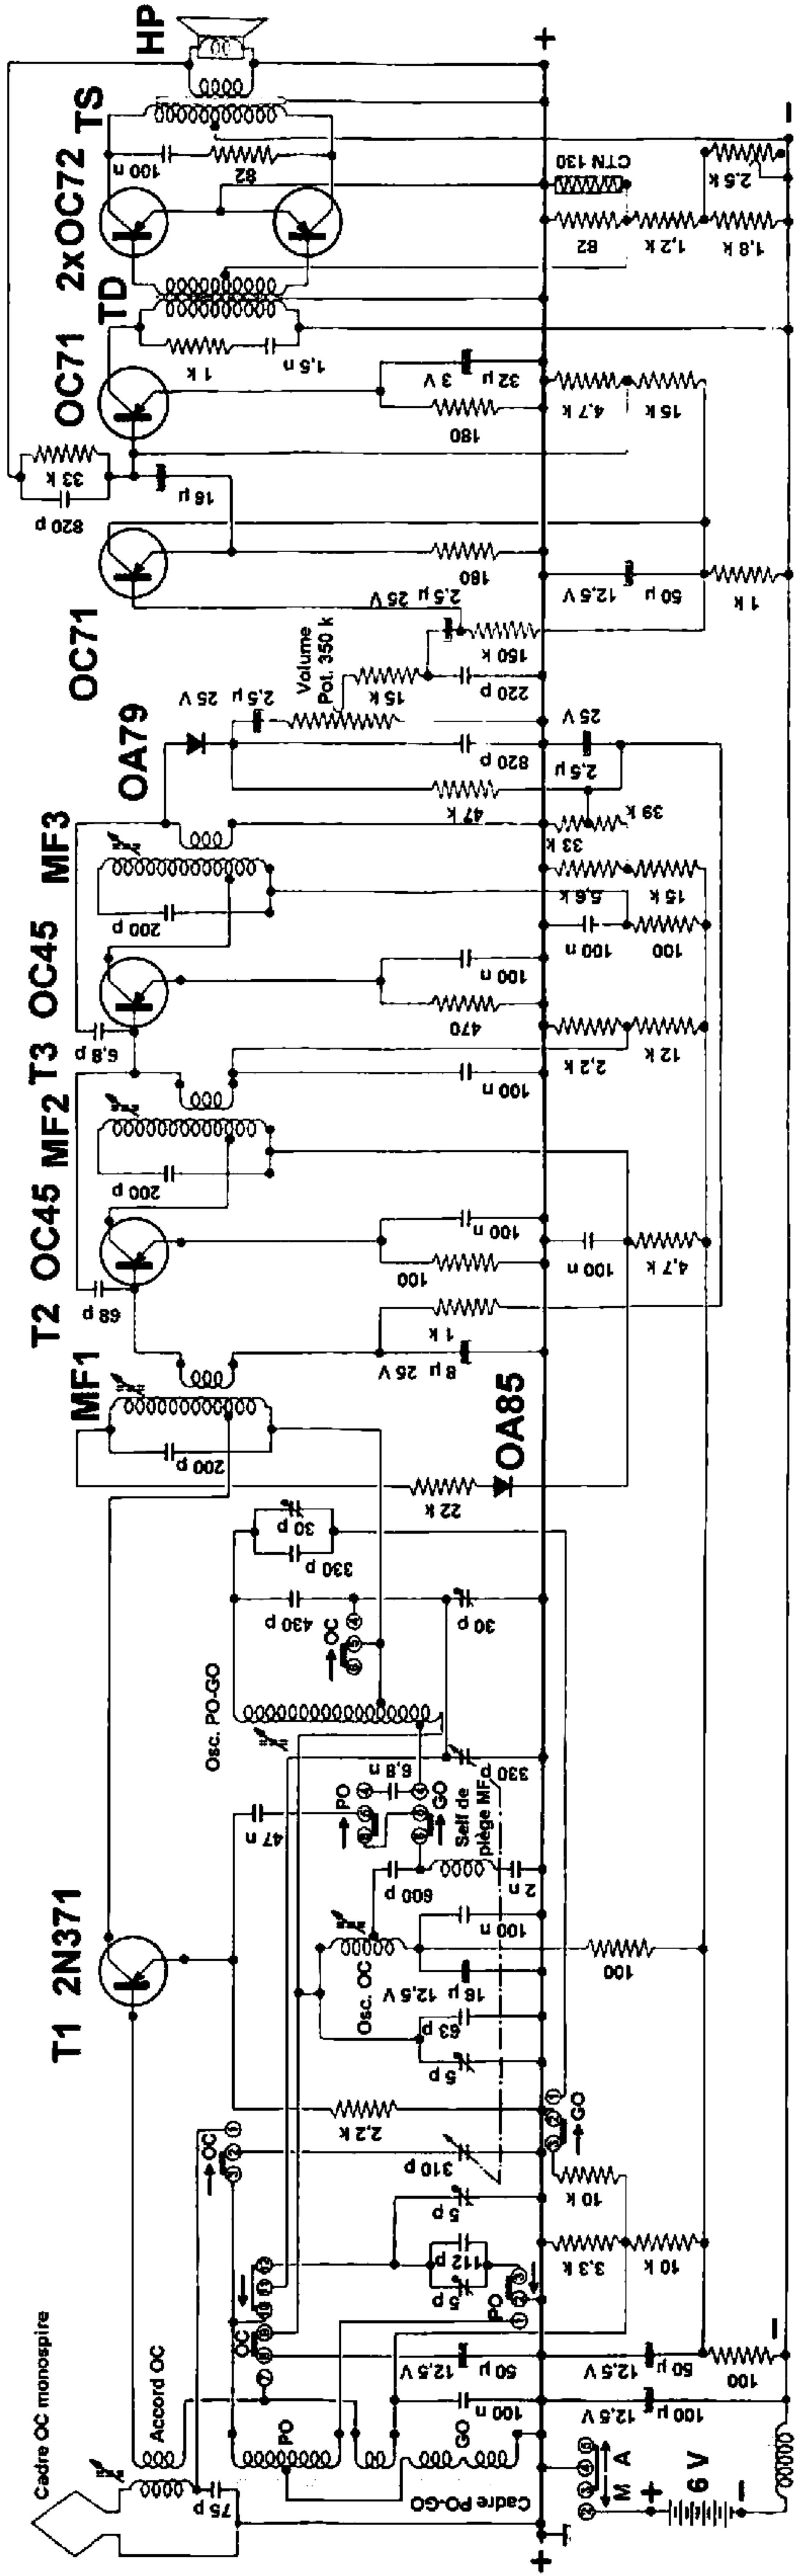 Cadre OC monospire
Accord OC
75 p
PO
GO
Cadre PO-GO
100 n
12,5 V
50 µ
12,5 V
100 µ
12,5 V
50 µ
100
M A
+ 6 V −
T1 2N371
OC
OC
PO
5 p
112 p
5 p
310 p
2,2 k
3,3 k
10 k
10 k
GO
5 p
63 p
16 µ 12,5 V
100 n
100
Osc. OC
600 p
2 n
Self de
piège MF
47 n
PO
GO
6,8 n
330 p
Osc. PO-GO
OC
430 p
30 p
330 p
30 p
MF1
200 p
22 k
OA85
T2 OC45
68 p
8 µ 25 V
1 k
100
100 n
100 n
4,7 k
MF2
200 p
T3 OC45
6,8 p
100 n
2,2 k
12 k
470
100 n
100 n
100
MF3
200 p
5,6 k
15 k
33 k
39 k
OA79
47 k
820 p
2,5 µ
25 V
2,5 µ 25 V
Volume
Pot. 350 k
15 k
220 p
150 k
2,5 µ 25 V
OC71
180
12,5 V
50 µ
1 k
16 µ
820 p
33 k
OC71
180
32 µ
3 V
4,7 k
15 k
TD
1 k
1,5 n
2xOC72
100 n
82
TS
HP
82
CTN 130
1,2 k
1,8 k
2,5 k
+
−